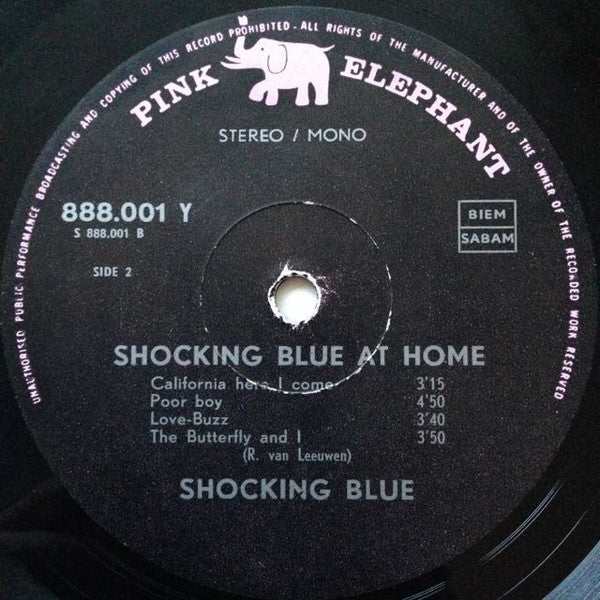 UNAUTHORISED PUBLIC PERFORMANCE BROADCASTING AND COPYING OF THIS RECORD PROHIBITED - ALL RIGHTS OF THE MANUFACTURER AND OF THE OWNER OF THE RECORDED WORK RESERVED
PINK ELEPHANT
STEREO / MONO
888.001 Y
S 888.001 B
BIEM
SABAM
SIDE 2
SHOCKING BLUE AT HOME
California here I come 3'15
Poor boy 4'50
Love-Buzz 3'40
The Butterfly and I 3'50
(R. van Leeuwen)
SHOCKING BLUE